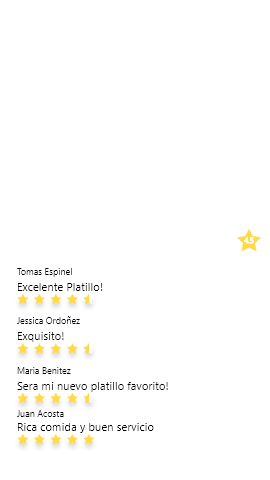 4.5
Tomas Espinel
Excelente Platillo!
Jessica Ordoñez
Exquisito!
Maria Benitez
Sera mi nuevo platillo favorito!
Juan Acosta
Rica comida y buen servicio